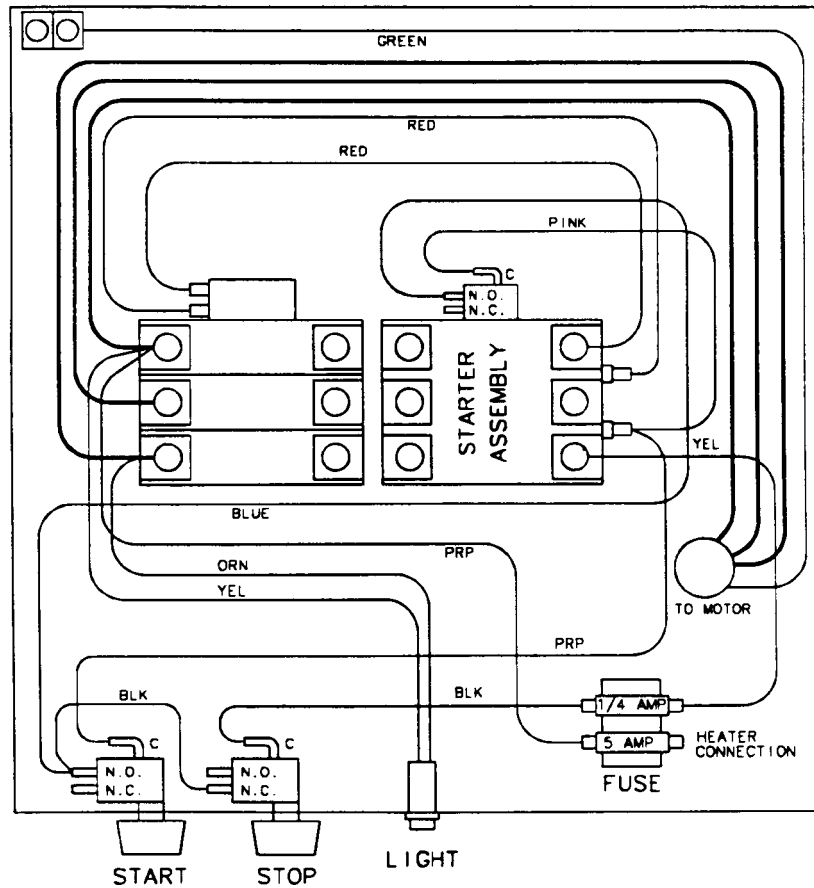 GREEN
RED
RED
PINK
C
N.O.
N.C.
STARTER
ASSEMBLY
YEL
BLUE
PRP
ORN
YEL
TO MOTOR
PRP
BLK
BLK
1/4 AMP
C
C
N.O.
N.C.
N.O.
N.C.
5 AMP
HEATER
CONNECTION
FUSE
LIGHT
START
STOP